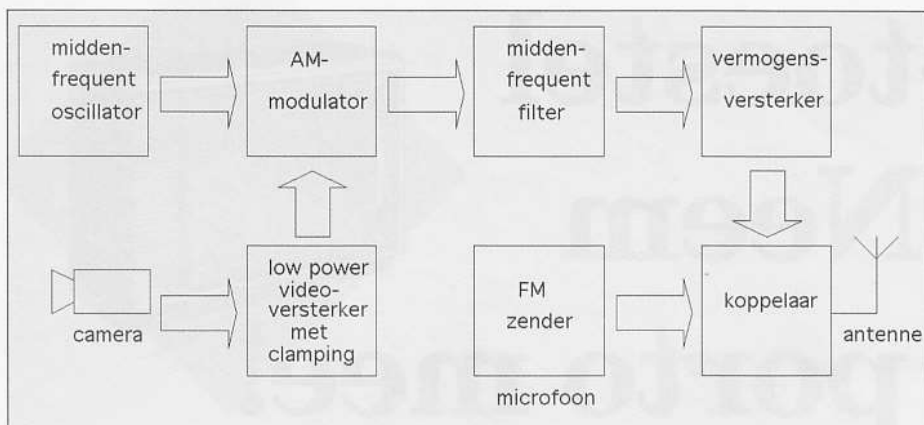 midden-
frequent
oscillator
AM-
modulator
midden-
frequent
filter
vermogens-
versterker
camera
low power
video-
versterker
met
clamping
FM
zender
microfoon
koppelaar
antenne